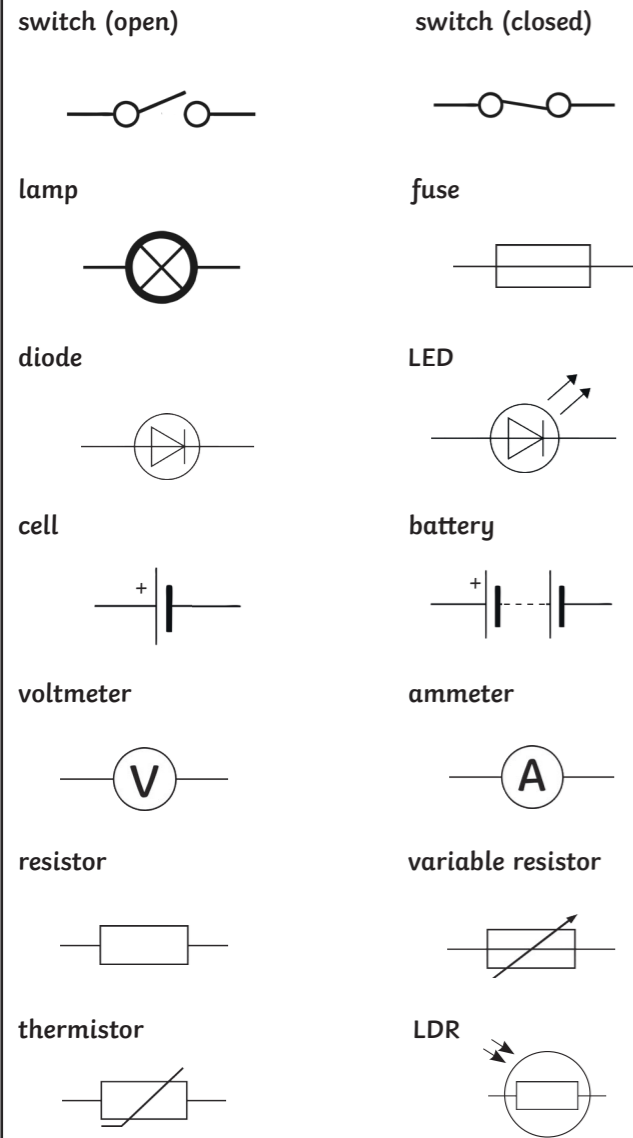 switch (open) switch (closed)
lamp fuse
diode LED
cell battery
+ +
voltmeter ammeter
V A
resistor variable resistor
thermistor LDR